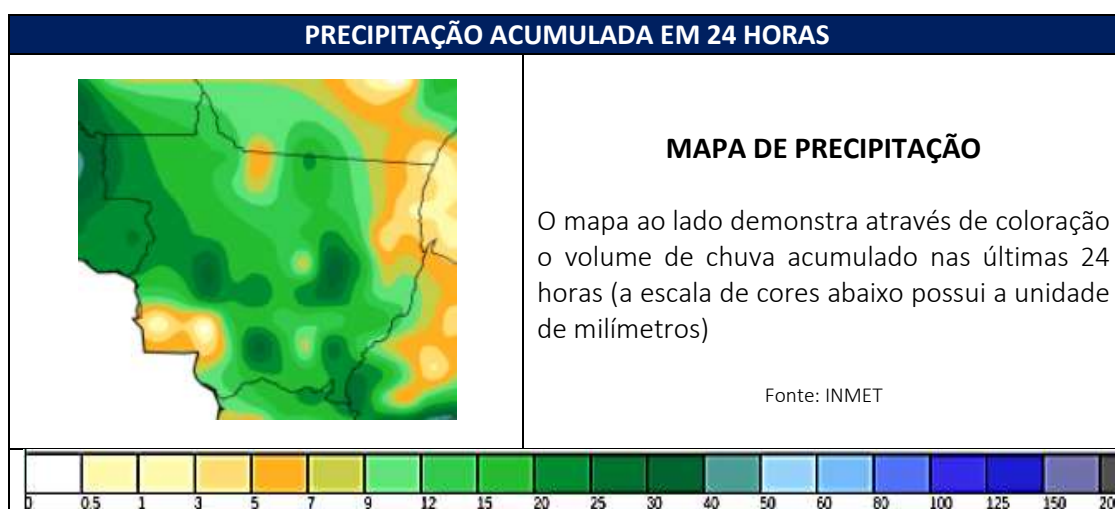 PRECIPITAÇÃO ACUMULADA EM 24 HORAS
MAPA DE PRECIPITAÇÃO
O mapa ao lado demonstra através de coloração
o volume de chuva acumulado nas últimas 24
horas (a escala de cores abaixo possui a unidade
de milímetros)
Fonte: INMET
0 0.5 1 3 5 7 9 12 15 20 25 30 40 50 60 80 100 125 150